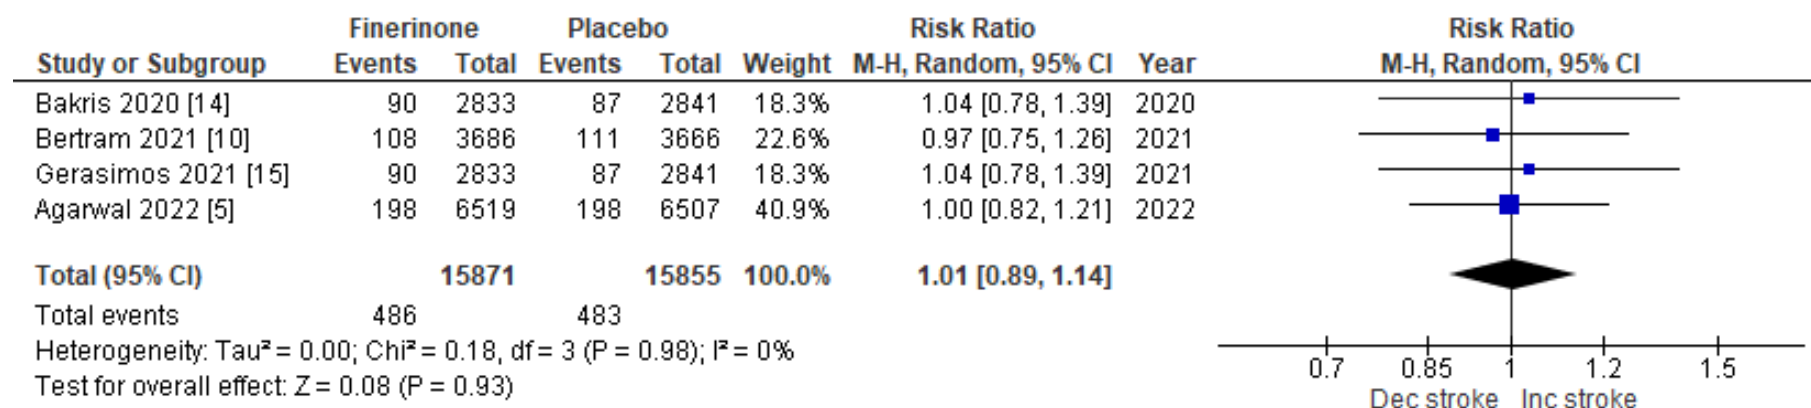 Finerinone Placebo Risk Ratio Risk Ratio
Study or Subgroup Events Total Events Total Weight M-H, Random, 95% CI Year M-H, Random, 95% CI
Bakris 2020 [14] 90 2833 87 2841 18.3% 1.04 [0.78, 1.39] 2020
Bertram 2021 [10] 108 3686 111 3666 22.6% 0.97 [0.75, 1.26] 2021
Gerasimos 2021 [15] 90 2833 87 2841 18.3% 1.04 [0.78, 1.39] 2021
Agarwal 2022 [5] 198 6519 198 6507 40.9% 1.00 [0.82, 1.21] 2022
Total (95% CI) 15871 15855 100.0% 1.01 [0.89, 1.14]
Total events 486 483
Heterogeneity: Tau² = 0.00; Chi² = 0.18, df = 3 (P = 0.98); I² = 0%
Test for overall effect: Z = 0.08 (P = 0.93)
0.7 0.85 1 1.2 1.5
Dec stroke Inc stroke